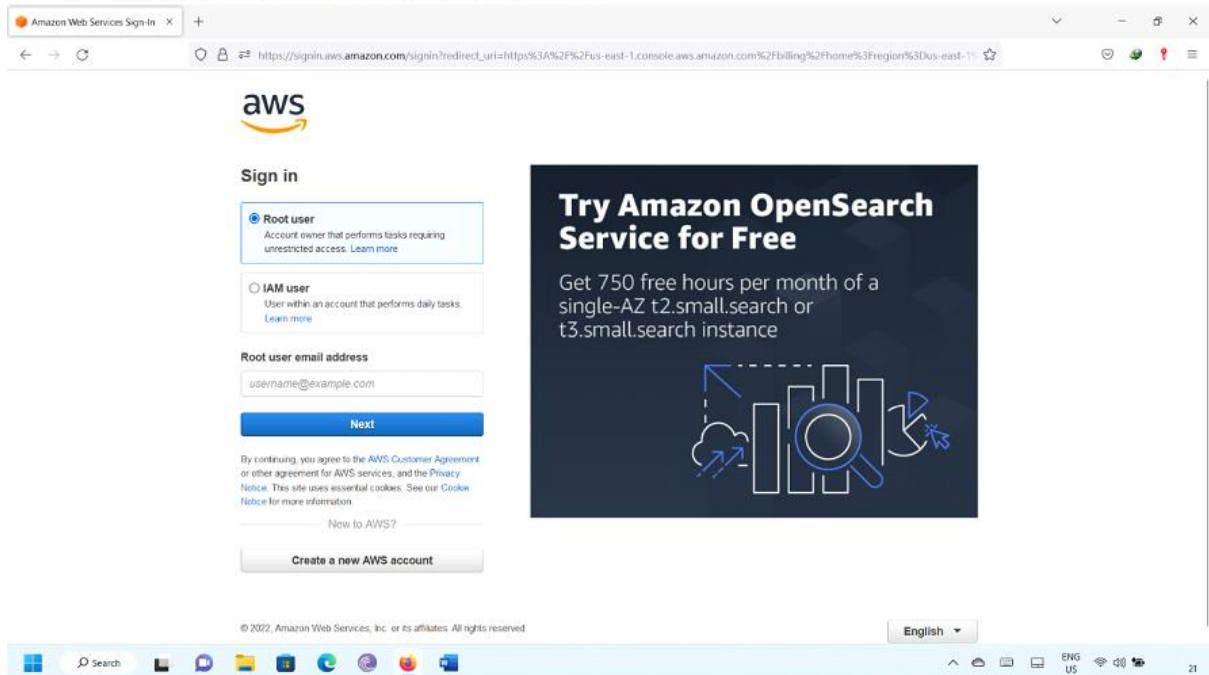 Amazon Web Services Sign-In
https://signin.aws.amazon.com/signin?redirect_uri=https%3A%2F%2Fus-east-1.console.aws.amazon.com%2Fbilling%2Fhome%3Fregion%3Dus-east-1
aws
Sign in
Root user
Account owner that performs tasks requiring
unrestricted access. Learn more
IAM user
User within an account that performs daily tasks.
Learn more
Root user email address
username@example.com
Next
By continuing, you agree to the AWS Customer Agreement
or other agreement for AWS services, and the Privacy
Notice. This site uses essential cookies. See our Cookie
Notice for more information.
New to AWS?
Create a new AWS account
Try Amazon OpenSearch
Service for Free
Get 750 free hours per month of a
single-AZ t2.small.search or
t3.small.search instance
© 2022, Amazon Web Services, Inc. or its affiliates. All rights reserved
English
Search
ENG
US
21